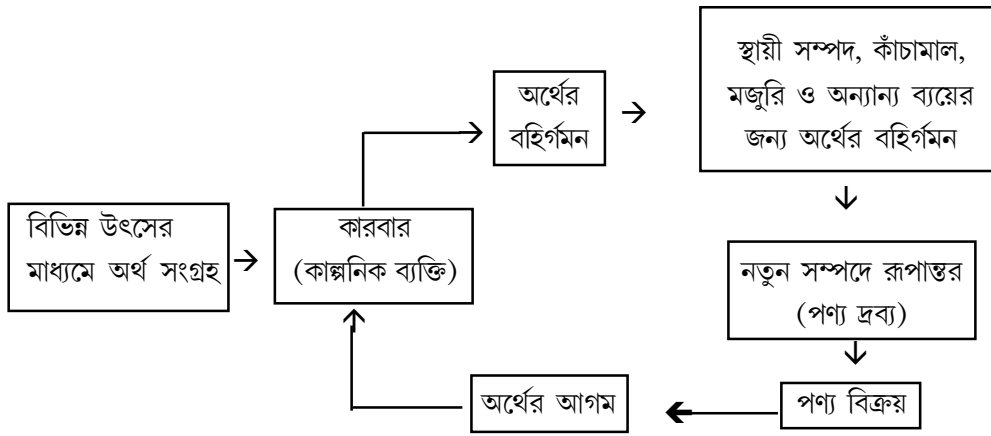 বিভিন্ন উৎসের
মাধ্যমে অর্থ সংগ্রহ
কারবার
(কাল্পনিক ব্যক্তি)
অর্থের
বহির্গমন
স্থায়ী সম্পদ, কাঁচামাল,
মজুরি ও অন্যান্য ব্যয়ের
জন্য অর্থের বহির্গমন
নতুন সম্পদে রূপান্তর
(পণ্য দ্রব্য)
পণ্য বিক্রয়
অর্থের আগম